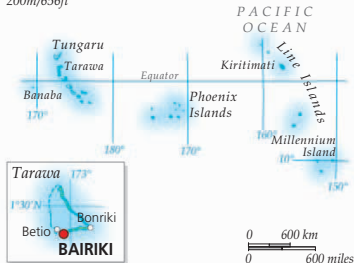 200m/656ft
PACIFIC
OCEAN
Tungaru
Tarawa
Kiritimati
Line Islands
Equator
Banaba
Phoenix
Islands
170°
180°
170°
160°
Millennium
Island
10°
150°
Tarawa
173°
1°30'N
Bonriki
Betio
BAIRIKI
0 600 km
0 600 miles